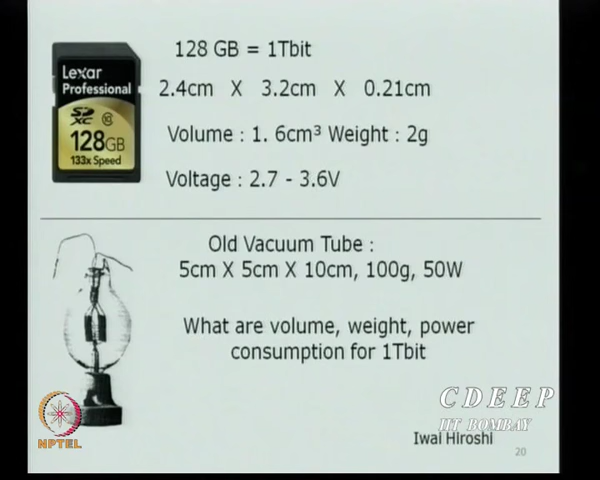 128 GB = 1Tbit
Lexar
Professional
2.4cm X 3.2cm X 0.21cm
SD
XC
10
128GB
133x Speed
Volume : 1. 6cm³ Weight : 2g
Voltage : 2.7 - 3.6V
Old Vacuum Tube :
5cm X 5cm X 10cm, 100g, 50W
What are volume, weight, power
consumption for 1Tbit
CDEEP
IIT BOMBAY
NPTEL
Iwai Hiroshi
20